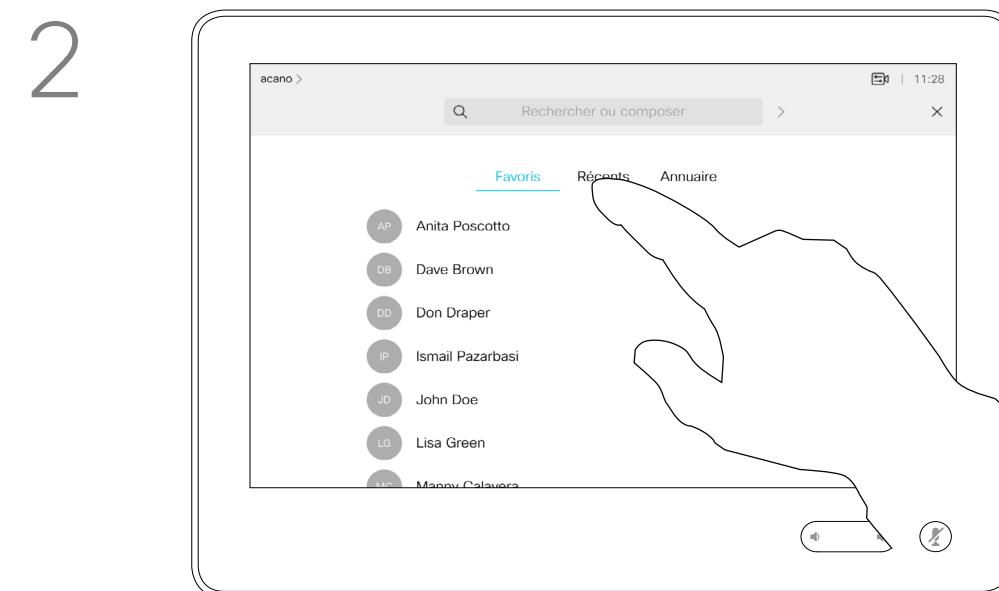 2
acano > 11:28
Rechercher ou composer >
Favoris Récents Annuaire
AP Anita Poscotto
DB Dave Brown
DD Don Draper
IP Ismail Pazarbasi
JD John Doe
LG Lisa Green
MC Manny Calavera